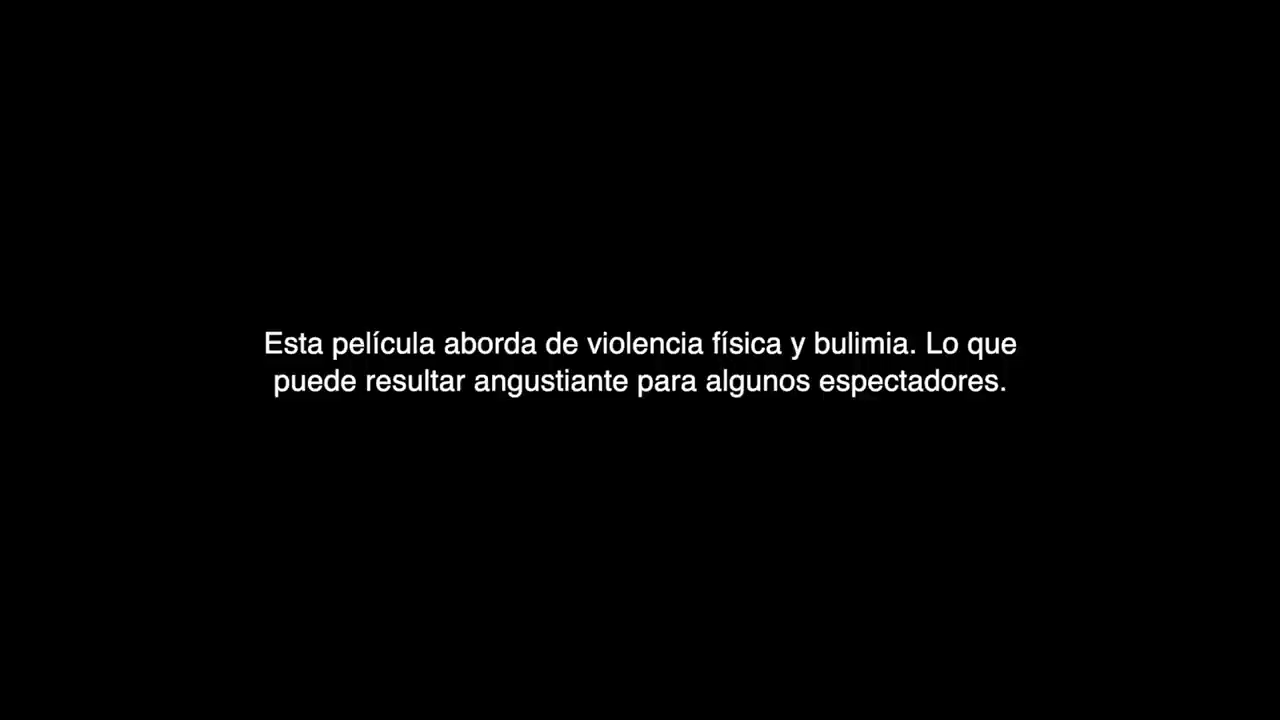 Esta película aborda de violencia física y bulimia. Lo que
puede resultar angustiante para algunos espectadores.